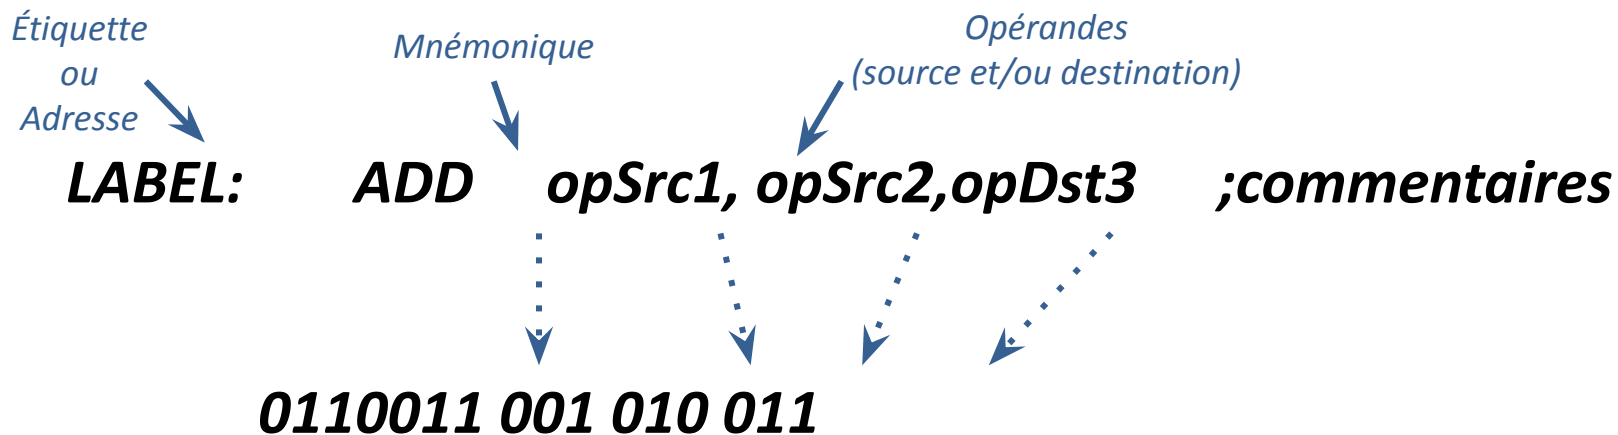 Étiquette
ou
Adresse
Mnémonique
Opérandes
(source et/ou destination)
LABEL: ADD opSrc1, opSrc2,opDst3 ;commentaires
0110011 001 010 011